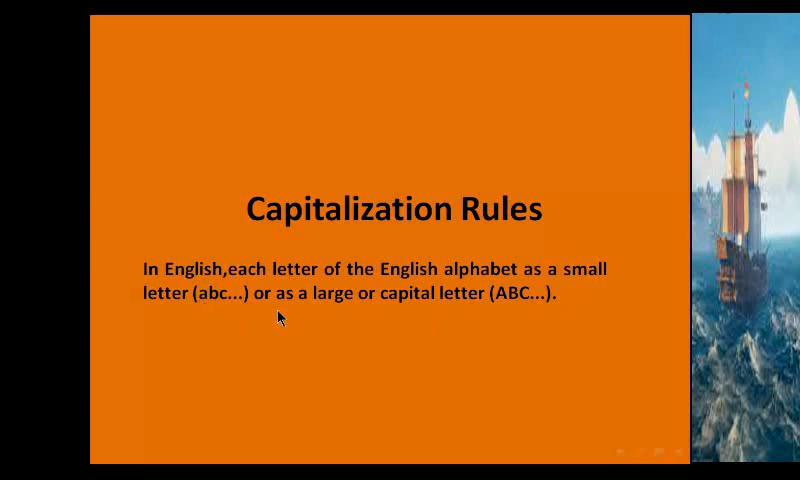 Capitalization Rules
In English,each letter of the English alphabet as a small
letter (abc...) or as a large or capital letter (ABC...).